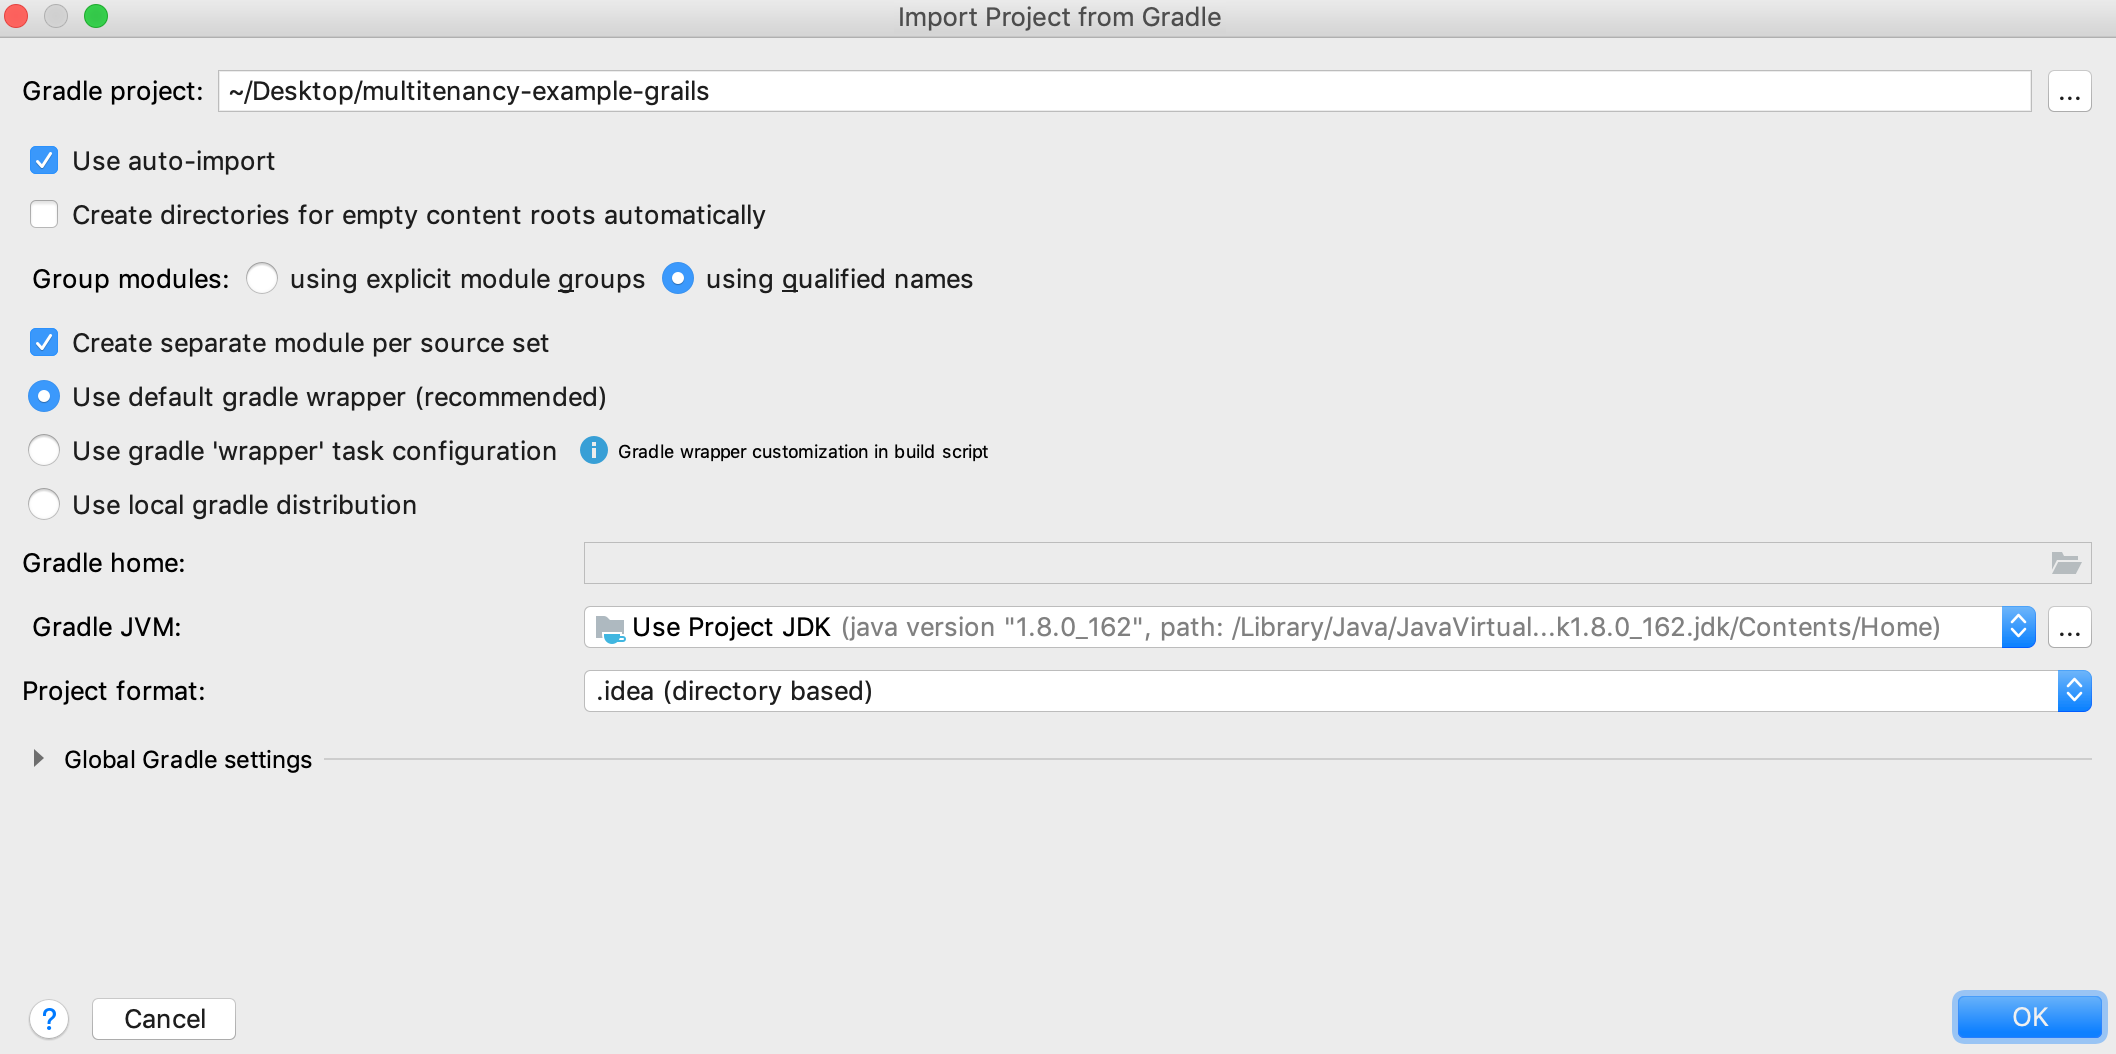 Import Project from Gradle
Gradle project: ~/Desktop/multitenancy-example-grails ...
Use auto-import
Create directories for empty content roots automatically
Group modules: using explicit module groups using qualified names
Create separate module per source set
Use default gradle wrapper (recommended)
Use gradle 'wrapper' task configuration Gradle wrapper customization in build script
Use local gradle distribution
Gradle home:
Gradle JVM: Use Project JDK (java version "1.8.0_162", path: /Library/Java/JavaVirtual...k1.8.0_162.jdk/Contents/Home) ...
Project format: .idea (directory based)
Global Gradle settings
? Cancel OK